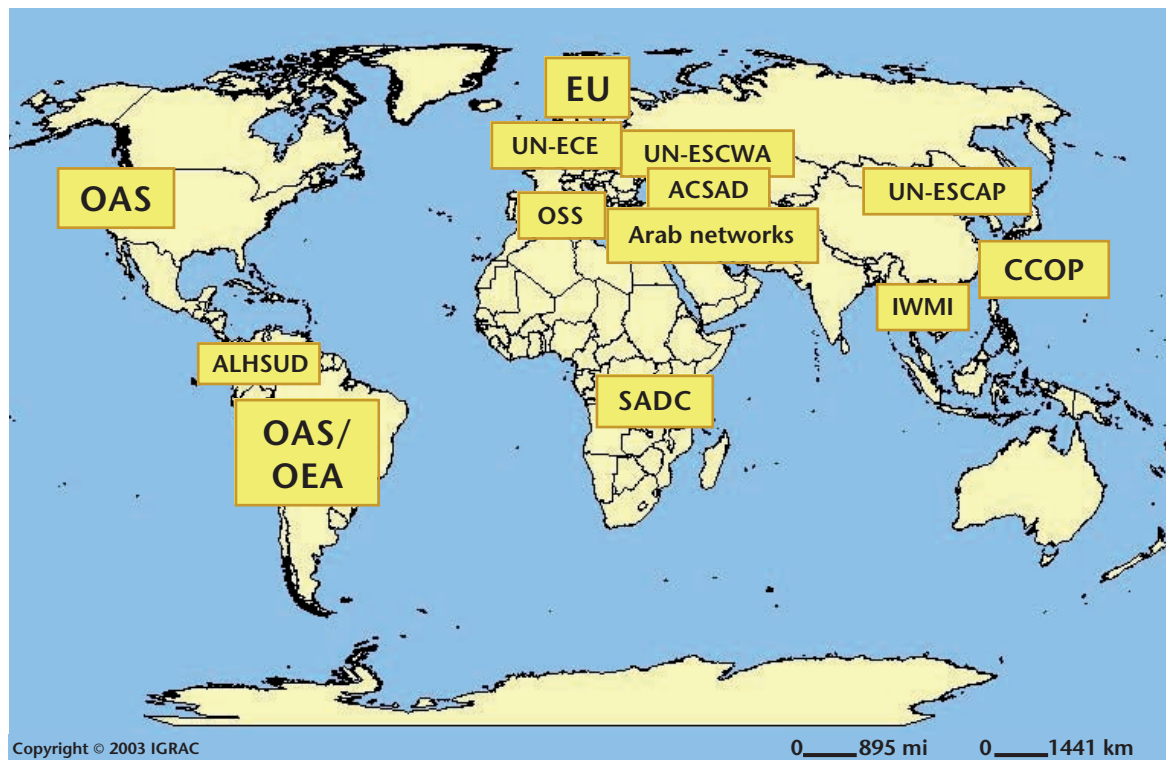 EU
UN-ECE
UN-ESCWA
OAS
ACSAD
UN-ESCAP
OSS
Arab networks
CCOP
IWMI
ALHSUD
SADC
OAS/
OEA
Copyright © 2003 IGRAC
0 895 mi 0 1441 km